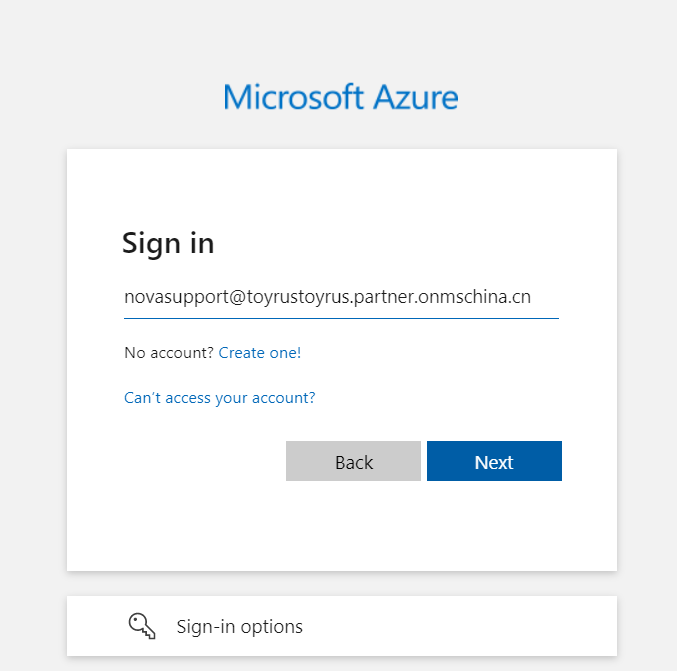 Microsoft Azure
Sign in
novasupport@toyrustoyrus.partner.onmschina.cn
No account? Create one!
Can't access your account?
Back Next
Sign-in options